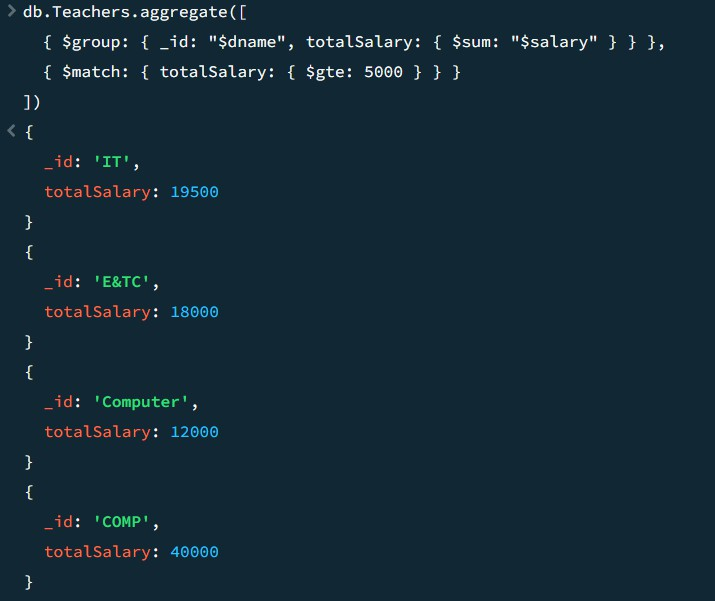 > db.Teachers.aggregate([
{ $group: { _id: "$dname", totalSalary: { $sum: "$salary" } } },
{ $match: { totalSalary: { $gte: 5000 } } }
])
< {
_id: 'IT',
totalSalary: 19500
}
{
_id: 'E&TC',
totalSalary: 18000
}
{
_id: 'Computer',
totalSalary: 12000
}
{
_id: 'COMP',
totalSalary: 40000
}